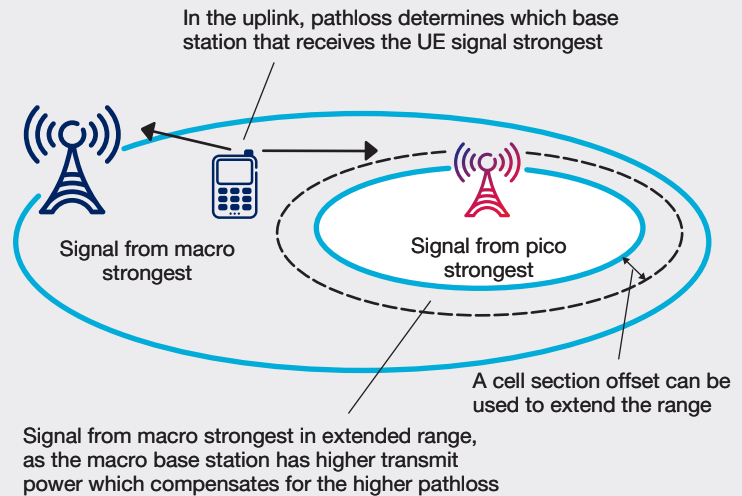 In the uplink, pathloss determines which base
station that receives the UE signal strongest
Signal from macro
strongest
Signal from pico
strongest
A cell section offset can be
used to extend the range
Signal from macro strongest in extended range,
as the macro base station has higher transmit
power which compensates for the higher pathloss